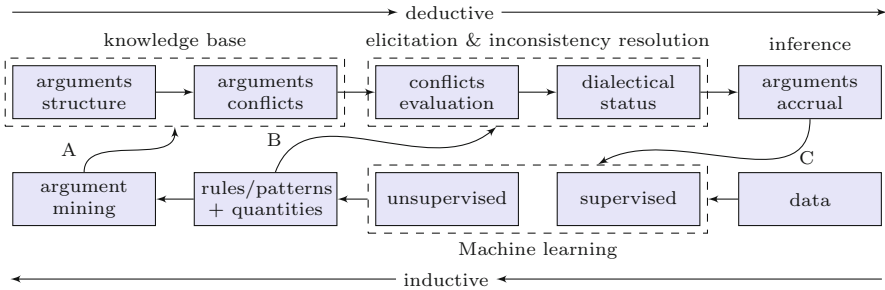 deductive
knowledge base
elicitation & inconsistency resolution
inference
arguments
structure
arguments
conflicts
conflicts
evaluation
dialectical
status
arguments
accrual
A
B
C
argument
mining
rules/patterns
+ quantities
unsupervised
supervised
data
Machine learning
inductive